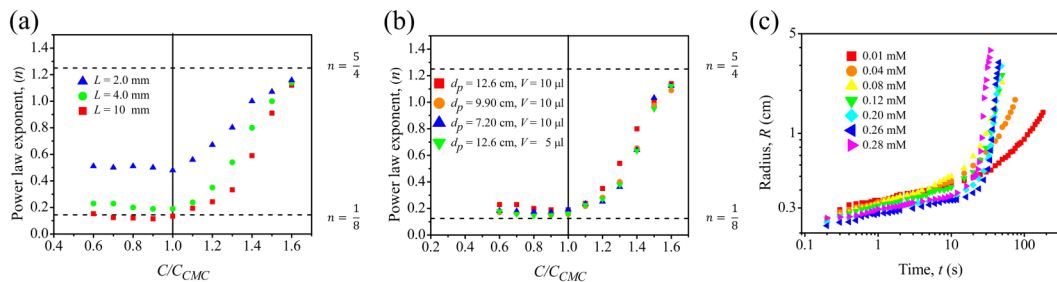 (a)
1.4
1.2
1.0
0.8
0.6
0.4
0.2
0.0
Power law exponent, (n)
L = 2.0 mm
L = 4.0 mm
L = 10 mm
n = 5/4
n = 1/8
0.4 0.6 0.8 1.0 1.2 1.4 1.6
C/C_CMC
(b)
1.4
1.2
1.0
0.8
0.6
0.4
0.2
0.0
Power law exponent, (n)
d_p = 12.6 cm, V = 10 μl
d_p = 9.90 cm, V = 10 μl
d_p = 7.20 cm, V = 10 μl
d_p = 12.6 cm, V = 5 μl
n = 5/4
n = 1/8
0.2 0.4 0.6 0.8 1.0 1.2 1.4 1.6
C/C_CMC
(c)
5
1
0.3
Radius, R (cm)
0.01 mM
0.04 mM
0.08 mM
0.12 mM
0.20 mM
0.26 mM
0.28 mM
0.1 1 10 100
Time, t (s)